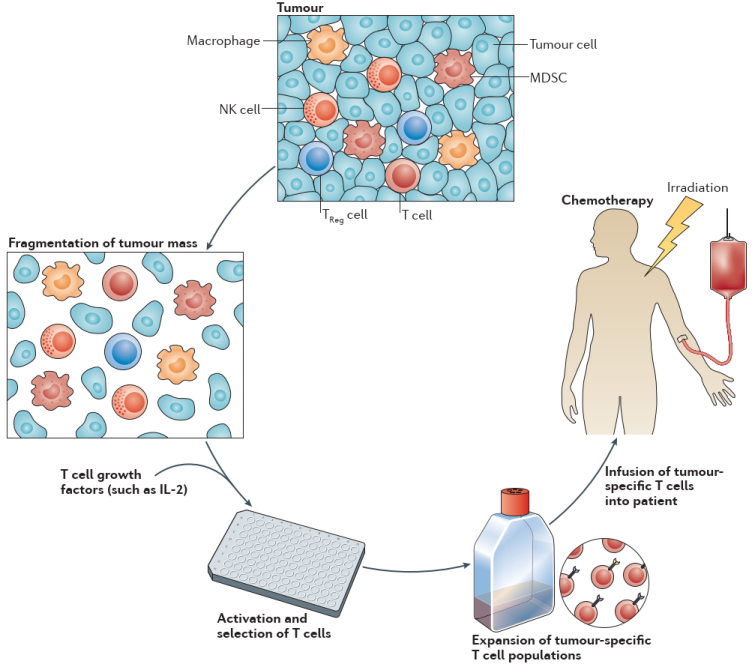 Tumour
Macrophage
Tumour cell
MDSC
NK cell
TReg cell
T cell
Chemotherapy
Irradiation
Fragmentation of tumour mass
T cell growth
factors (such as IL-2)
Infusion of tumour-
specific T cells
into patient
Activation and
selection of T cells
Expansion of tumour-specific
T cell populations